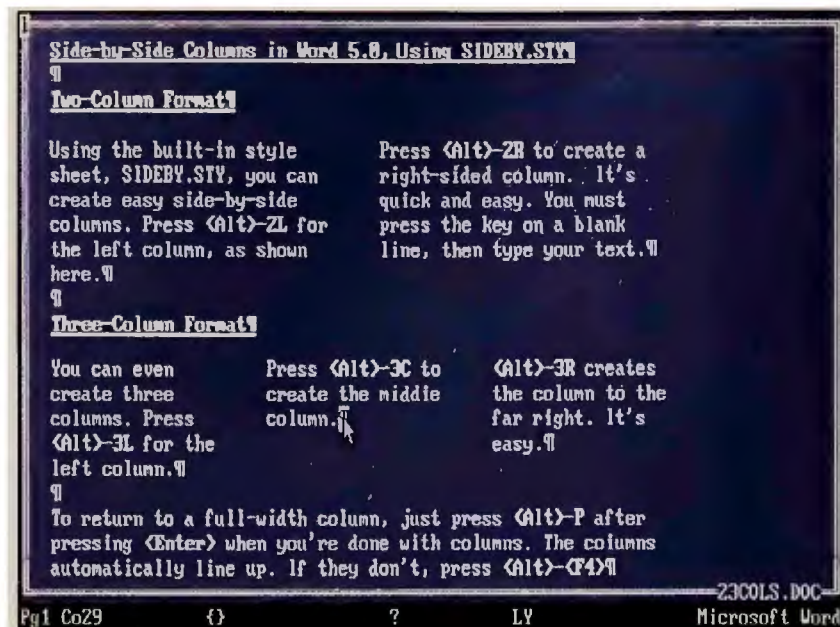 Side-by-Side Columns in Word 5.0, Using SIDEBY.STY¶
¶
Two-Column Format¶
Using the built-in style
sheet, SIDEBY.STY, you can
create easy side-by-side
columns. Press <Alt>-2L for
the left column, as shown
here.¶
Press <Alt>-2R to create a
right-sided column. It's
quick and easy. You must
press the key on a blank
line, then type your text.¶
¶
Three-Column Format¶
You can even
create three
columns. Press
<Alt>-3L for the
left column.¶
Press <Alt>-3C to
create the middle
column.¶
<Alt>-3R creates
the column to the
far right. It's
easy.¶
¶
To return to a full-width column, just press <Alt>-P after
pressing <Enter> when you're done with columns. The columns
automatically line up. If they don't, press <Alt>-<F4>¶
23COLS.DOC
Pg1 Co29 {} ? LY Microsoft Word